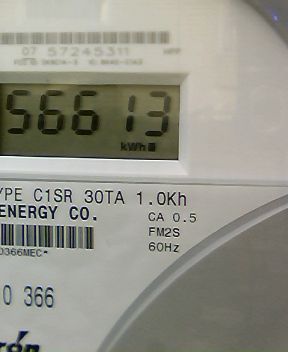 07 57245311
56613
kWh
YPE C1SR 30TA 1.0Kh
ENERGY CO.
CA 0.5
FM2S
60Hz
0366MEC*
0 366
rón